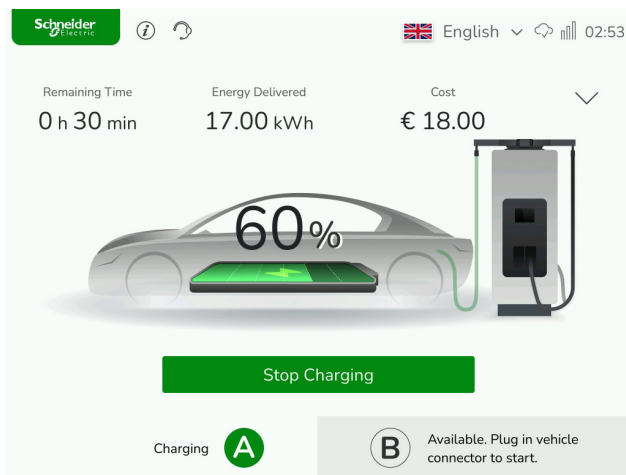 Schneider
Electric
English
02:53
Remaining Time
Energy Delivered
Cost
0 h 30 min
17.00 kWh
€ 18.00
60%
Stop Charging
Charging
A
B
Available. Plug in vehicle
connector to start.